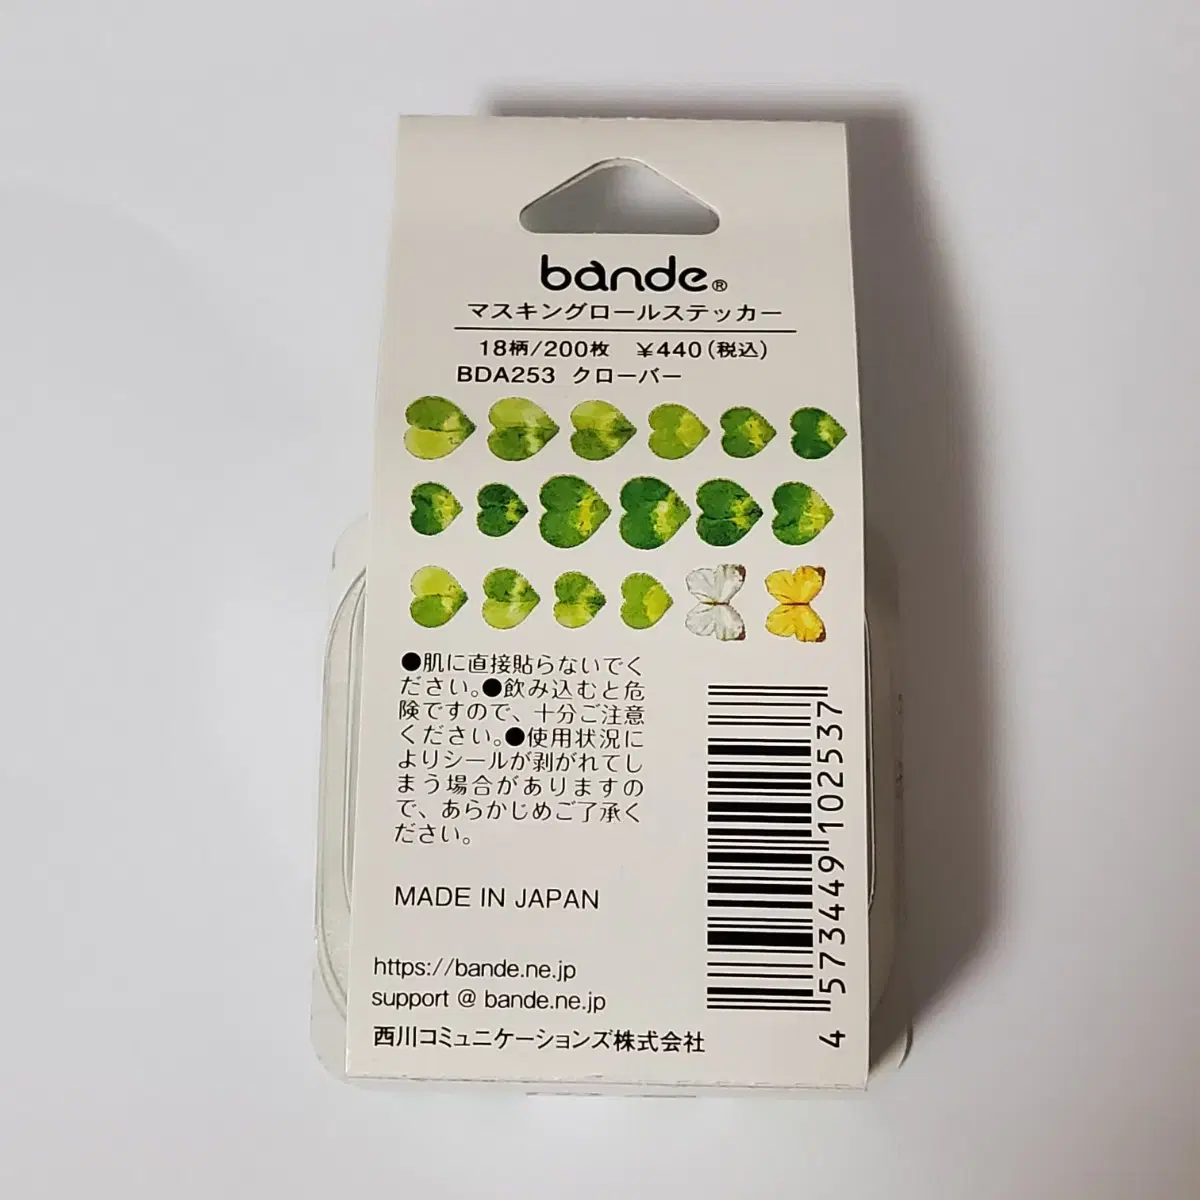 bande®
マスキングロールステッカー
18柄/200枚 ¥440(税込)
BDA253 クローバー
●肌に直接貼らないでく
ださい。●飲み込むと危
険ですので、十分ご注意
ください。●使用状況に
よりシールが剥がれてし
まう場合がありますの
で、あらかじめご了承く
ださい。
MADE IN JAPAN
https://bande.ne.jp
support @ bande.ne.jp
西川コミュニケーションズ株式会社
4 573449 102537